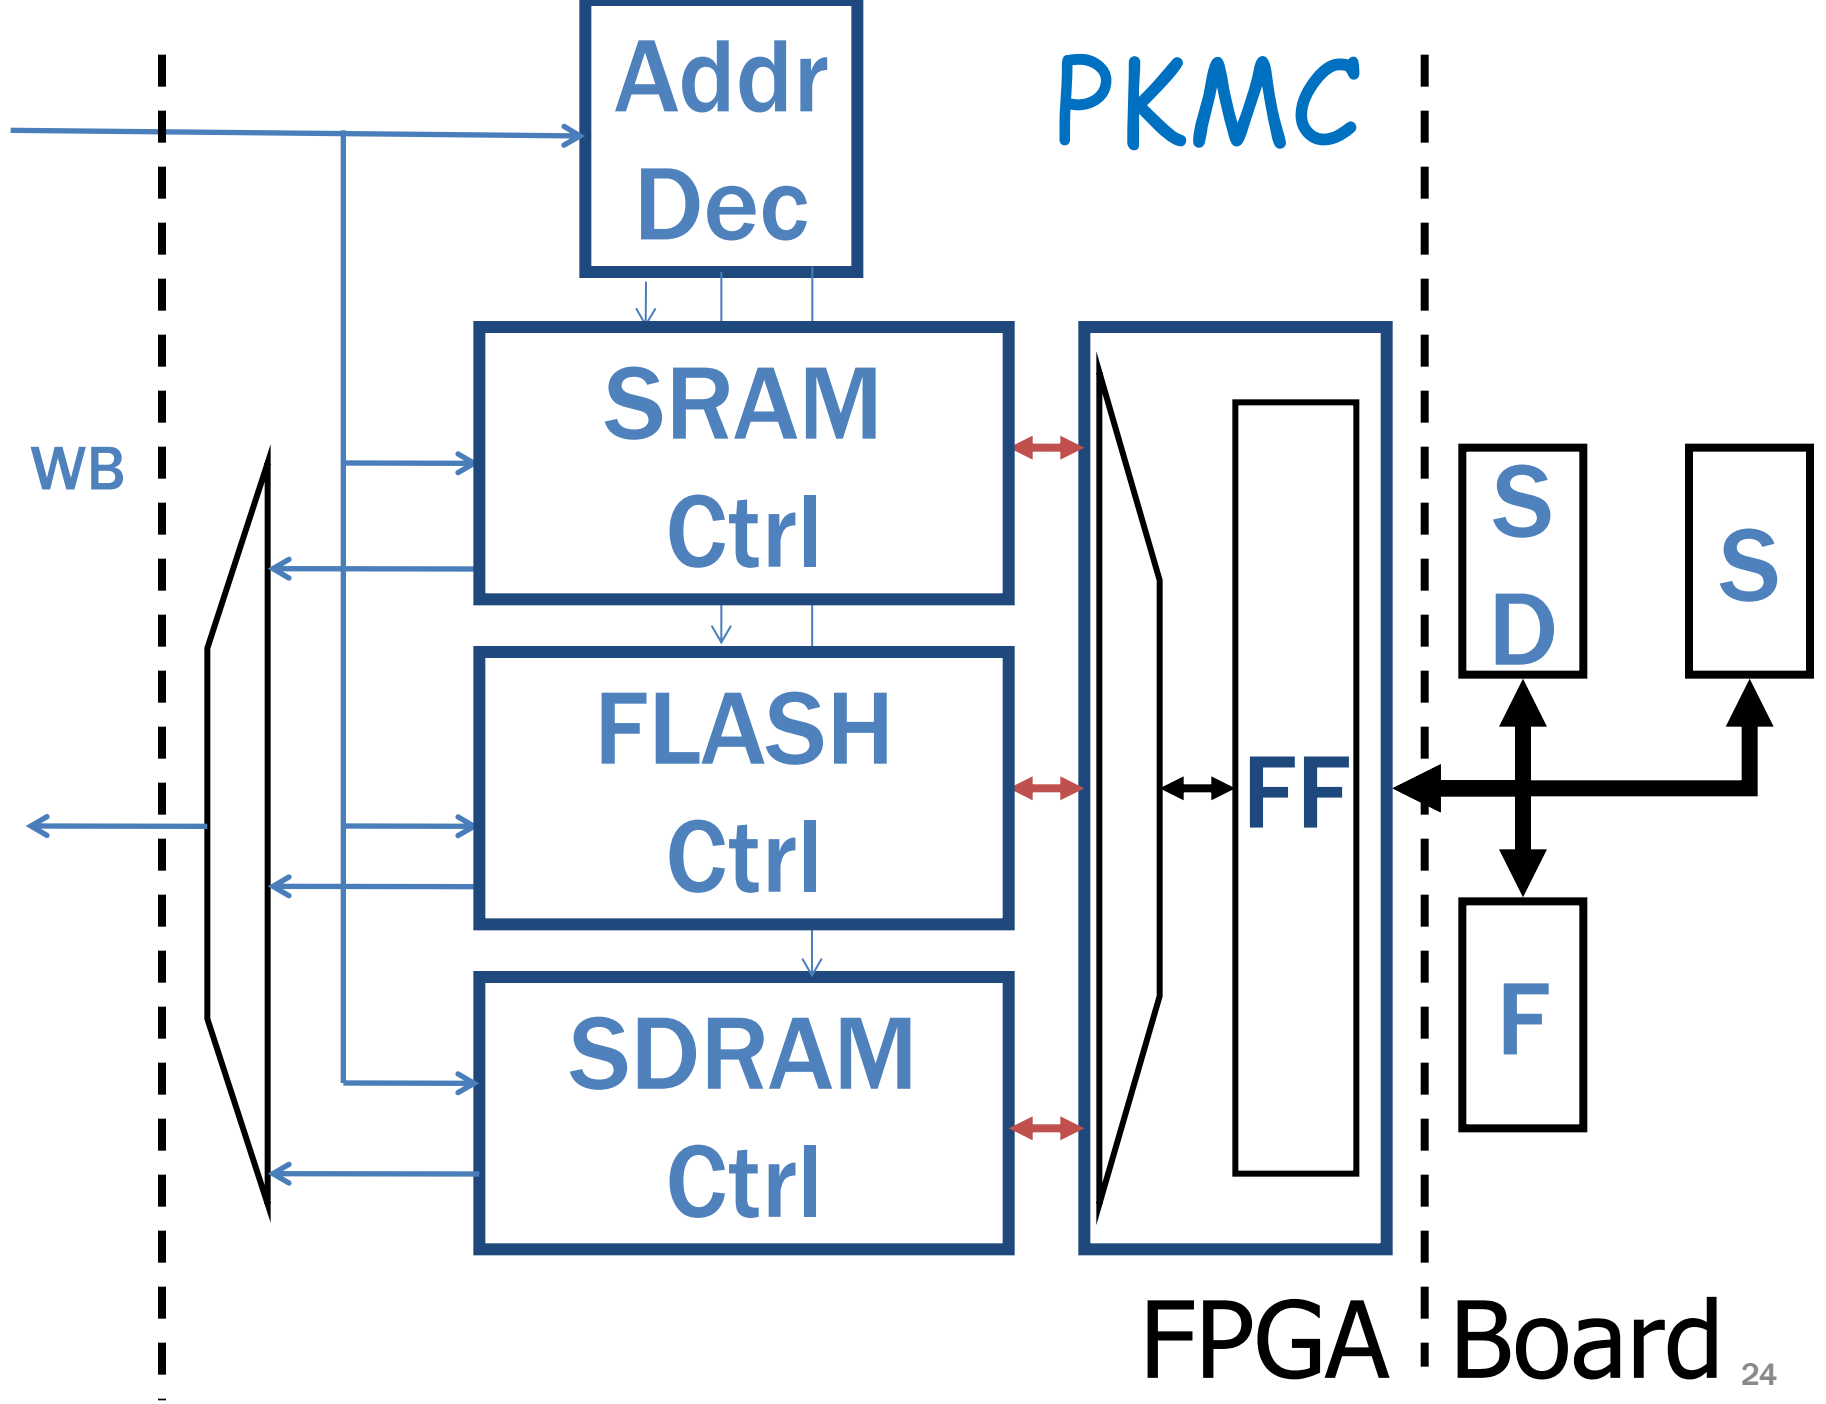 Addr
Dec
PKMC
WB
SRAM
Ctrl
FLASH
Ctrl
SDRAM
Ctrl
FF
S
D
S
F
FPGA
Board
24